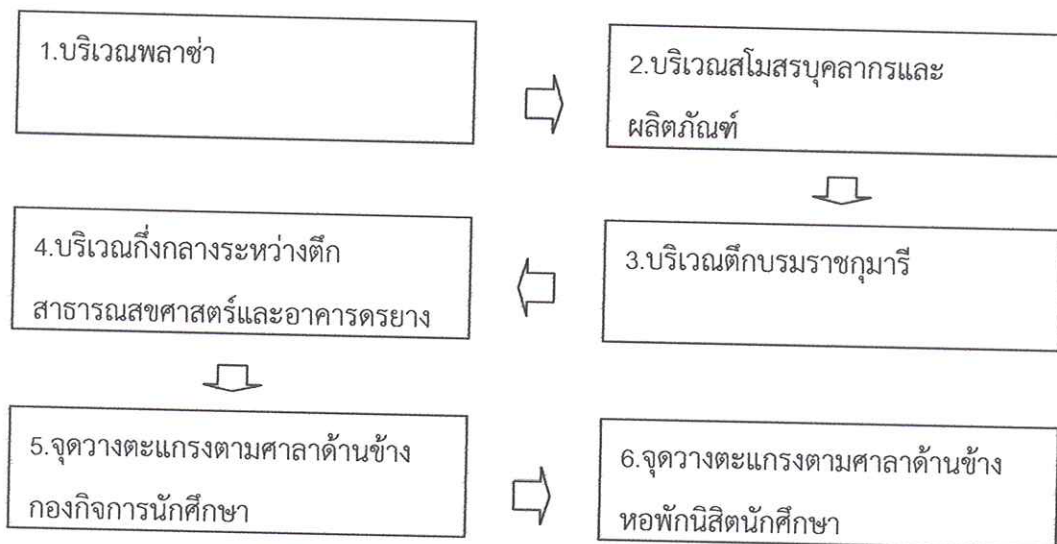 1.บริเวณพลาซ่า
2.บริเวณสโมสรบุคลากรและ
ผลิตภัณฑ์
3.บริเวณตึกบรมราชกุมารี
4.บริเวณกึ่งกลางระหว่างตึก
สาธารณสขศาสตร์และอาคารดรยาง
5.จุดวางตะแกรงตามศาลาด้านข้าง
กองกิจการนักศึกษา
6.จุดวางตะแกรงตามศาลาด้านข้าง
หอพักนิสิตนักศึกษา